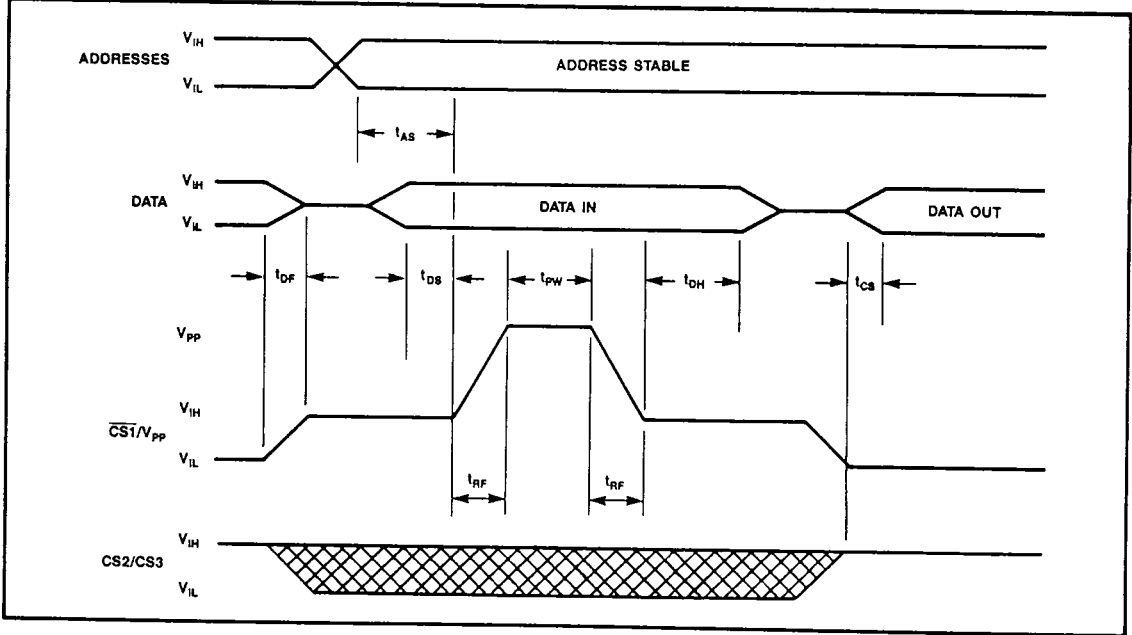 V_IH
ADDRESSES
ADDRESS STABLE
V_IL
t_AS
V_IH
DATA
DATA IN
DATA OUT
V_IL
t_DF
t_DS
t_PW
t_DH
t_CS
V_PP
V_IH
C̅S̅1̅/V_PP
V_IL
t_RF
t_RF
V_IH
CS2/CS3
V_IL